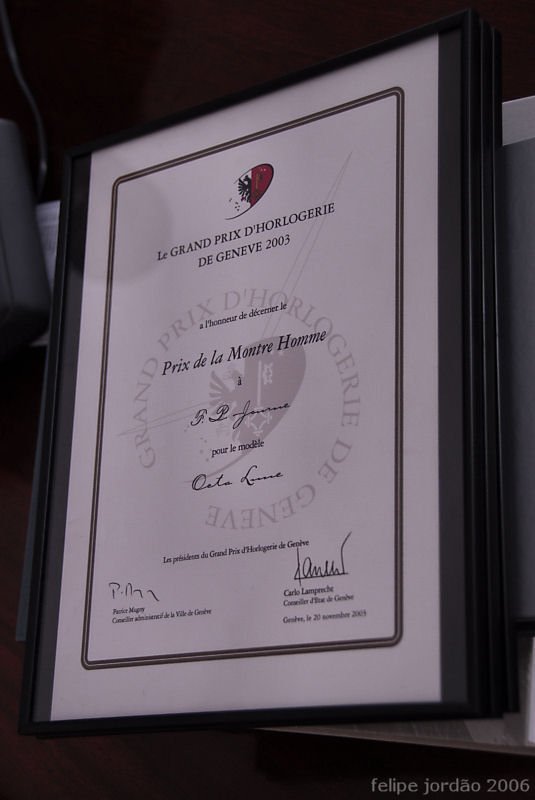 Le GRAND PRIX D'HORLOGERIE
DE GENEVE 2003
GRAND PRIX D'HORLOGERIE DE GENÈVE
a l'honneur de décerner le
Prix de la Montre Homme
à
F. P. Journe
pour le modèle
Octa Lune
Les présidents du Grand Prix d'Horlogerie de Genève
Patrice Mugny
Conseiller administratif de la Ville de Genève
Carlo Lamprecht
Conseiller d'Etat de Genève
Genève, le 20 novembre 2003
felipe jordão 2006